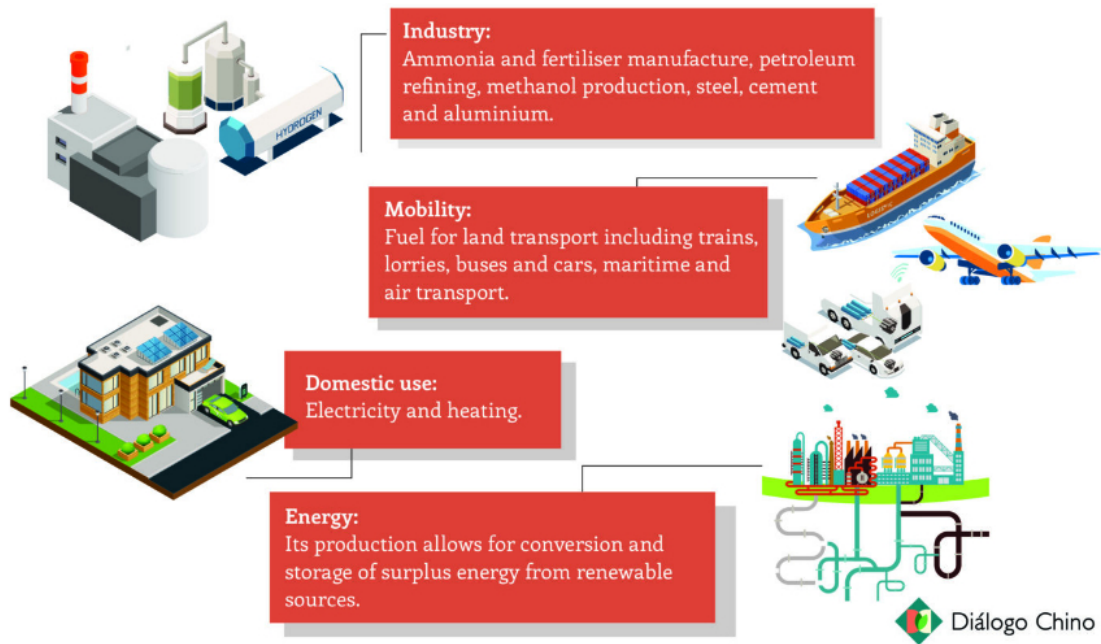 Industry:
Ammonia and fertiliser manufacture, petroleum
refining, methanol production, steel, cement
and aluminium.
HYDROGEN
Mobility:
Fuel for land transport including trains,
lorries, buses and cars, maritime and
air transport.
Domestic use:
Electricity and heating.
Energy:
Its production allows for conversion and
storage of surplus energy from renewable
sources.
Diálogo Chino